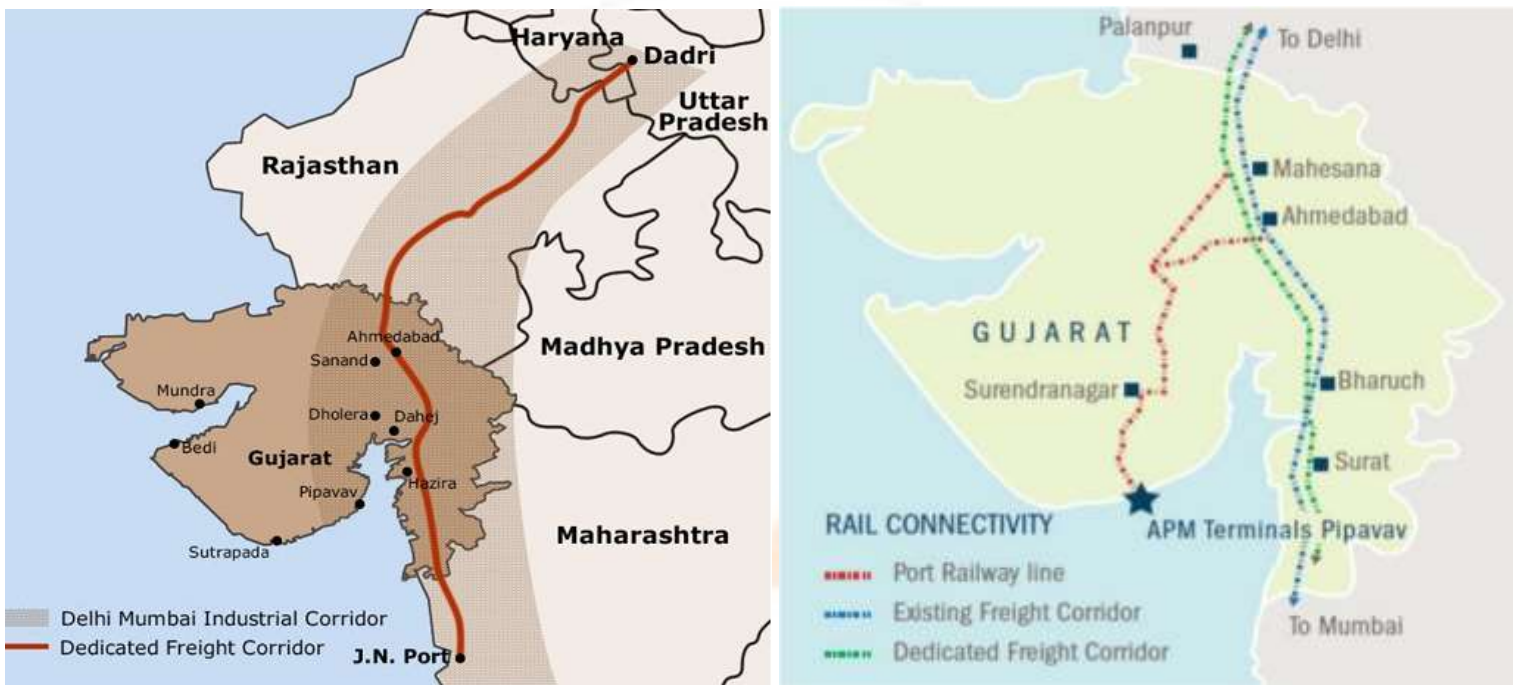 Haryana
Dadri
Uttar
Pradesh
Rajasthan
Ahmedabad
Sanand
Madhya Pradesh
Mundra
Dholera
Dahej
Bedi
Gujarat
Hazira
Pipavav
Sutrapada
Maharashtra
Delhi Mumbai Industrial Corridor
Dedicated Freight Corridor
J.N. Port
Palanpur
To Delhi
Mahesana
Ahmedabad
GUJARAT
Surendranagar
Bharuch
Surat
RAIL CONNECTIVITY
APM Terminals Pipavav
Port Railway line
Existing Freight Corridor
To Mumbai
Dedicated Freight Corridor